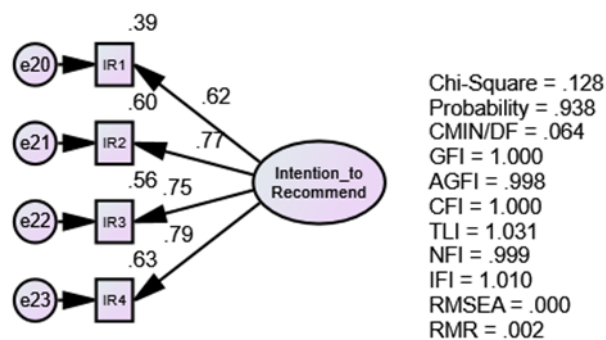 .39
e20
IR1
.62
.60
e21
IR2
.77
Intention_to
Recommend
.56
.75
e22
IR3
.79
.63
e23
IR4
Chi-Square = .128
Probability = .938
CMIN/DF = .064
GFI = 1.000
AGFI = .998
CFI = 1.000
TLI = 1.031
NFI = .999
IFI = 1.010
RMSEA = .000
RMR = .002